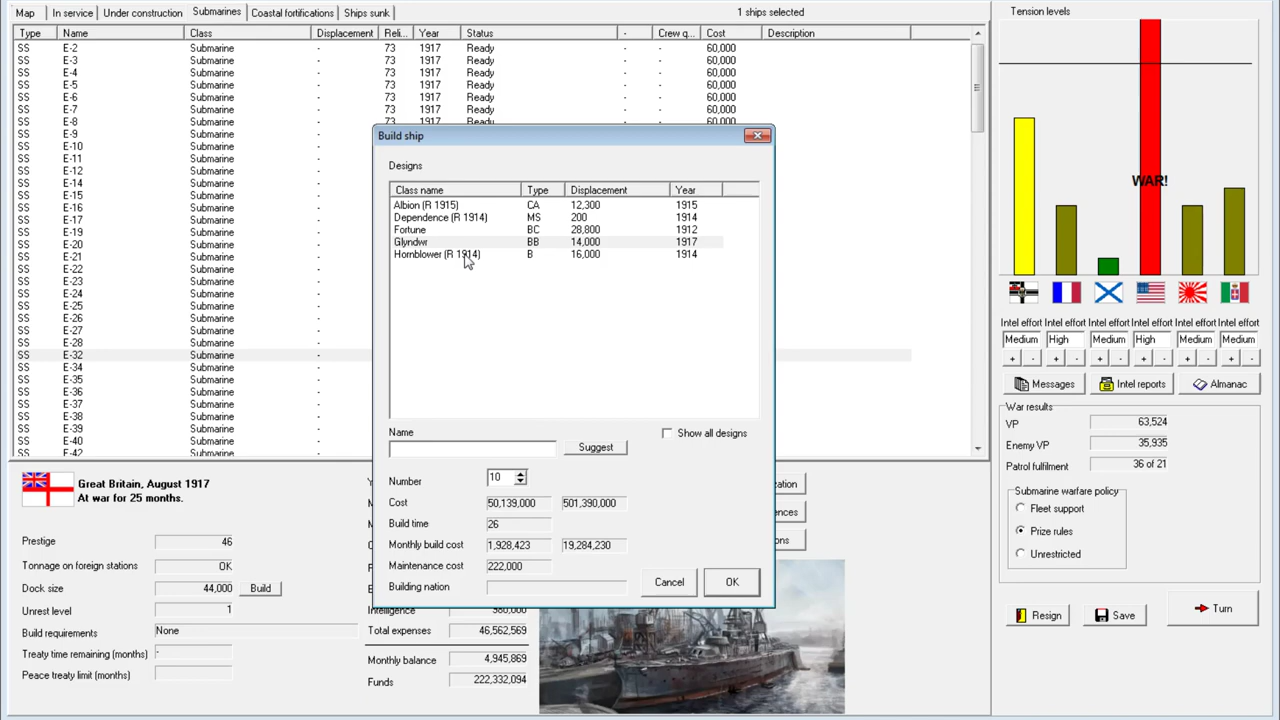 Map In service Under construction Submarines Coastal fortifications Ships sunk 1 ships selected
Type Name Class Displacement Reli... Year Status - Crew q... Cost Description
SS E-2 Submarine - 73 1917 Ready - - 60,000
SS E-3 Submarine - 73 1917 Ready - - 60,000
SS E-4 Submarine - 73 1917 Ready - - 60,000
SS E-5 Submarine - 73 1917 Ready - - 60,000
SS E-6 Submarine - 73 1917 Ready - - 60,000
SS E-7 Submarine - 73 1917 Ready - - 60,000
SS E-8 Submarine - 73 1917 Ready - - 60,000
SS E-9 Submarine -
SS E-10 Submarine -
SS E-11 Submarine -
SS E-12 Submarine -
SS E-14 Submarine -
SS E-15 Submarine -
SS E-16 Submarine -
SS E-17 Submarine -
SS E-19 Submarine -
SS E-20 Submarine -
SS E-21 Submarine -
SS E-22 Submarine -
SS E-23 Submarine -
SS E-24 Submarine -
SS E-25 Submarine -
SS E-26 Submarine -
SS E-27 Submarine -
SS E-28 Submarine -
SS E-32 Submarine -
SS E-34 Submarine -
SS E-35 Submarine -
SS E-36 Submarine -
SS E-37 Submarine -
SS E-38 Submarine -
SS E-39 Submarine -
SS E-40 Submarine -
SS E-42 Submarine -
Build ship
Designs
Class name Type Displacement Year
Albion (R 1915) CA 12,300 1915
Dependence (R 1914) MS 200 1914
Fortune BC 28,800 1912
Glyndwr BB 14,000 1917
Hornblower (R 1914) B 16,000 1914
Name Show all designs
Suggest
Number 10
Cost 50,139,000 501,390,000
Build time 26
Monthly build cost 1,928,423 19,284,230
Maintenance cost 222,000
Building nation
Cancel OK
Tension levels
WAR!
Intel effort Intel effort Intel effort Intel effort Intel effort Intel effort
Medium High Medium High Medium Medium
+ - + - + - + - + - + -
Messages Intel reports Almanac
War results
VP 63,524
Enemy VP 35,935
Patrol fulfilment 36 of 21
Submarine warfare policy
Fleet support
Prize rules
Unrestricted
Resign Save Turn
Great Britain, August 1917
At war for 25 months.
Prestige 46
Tonnage on foreign stations OK
Dock size 44,000 Build
Unrest level 1
Build requirements None
Treaty time remaining (months) -
Peace treaty limit (months)
Intelligence 980,000
Total expenses 46,562,569
Monthly balance 4,945,869
Funds 222,332,094